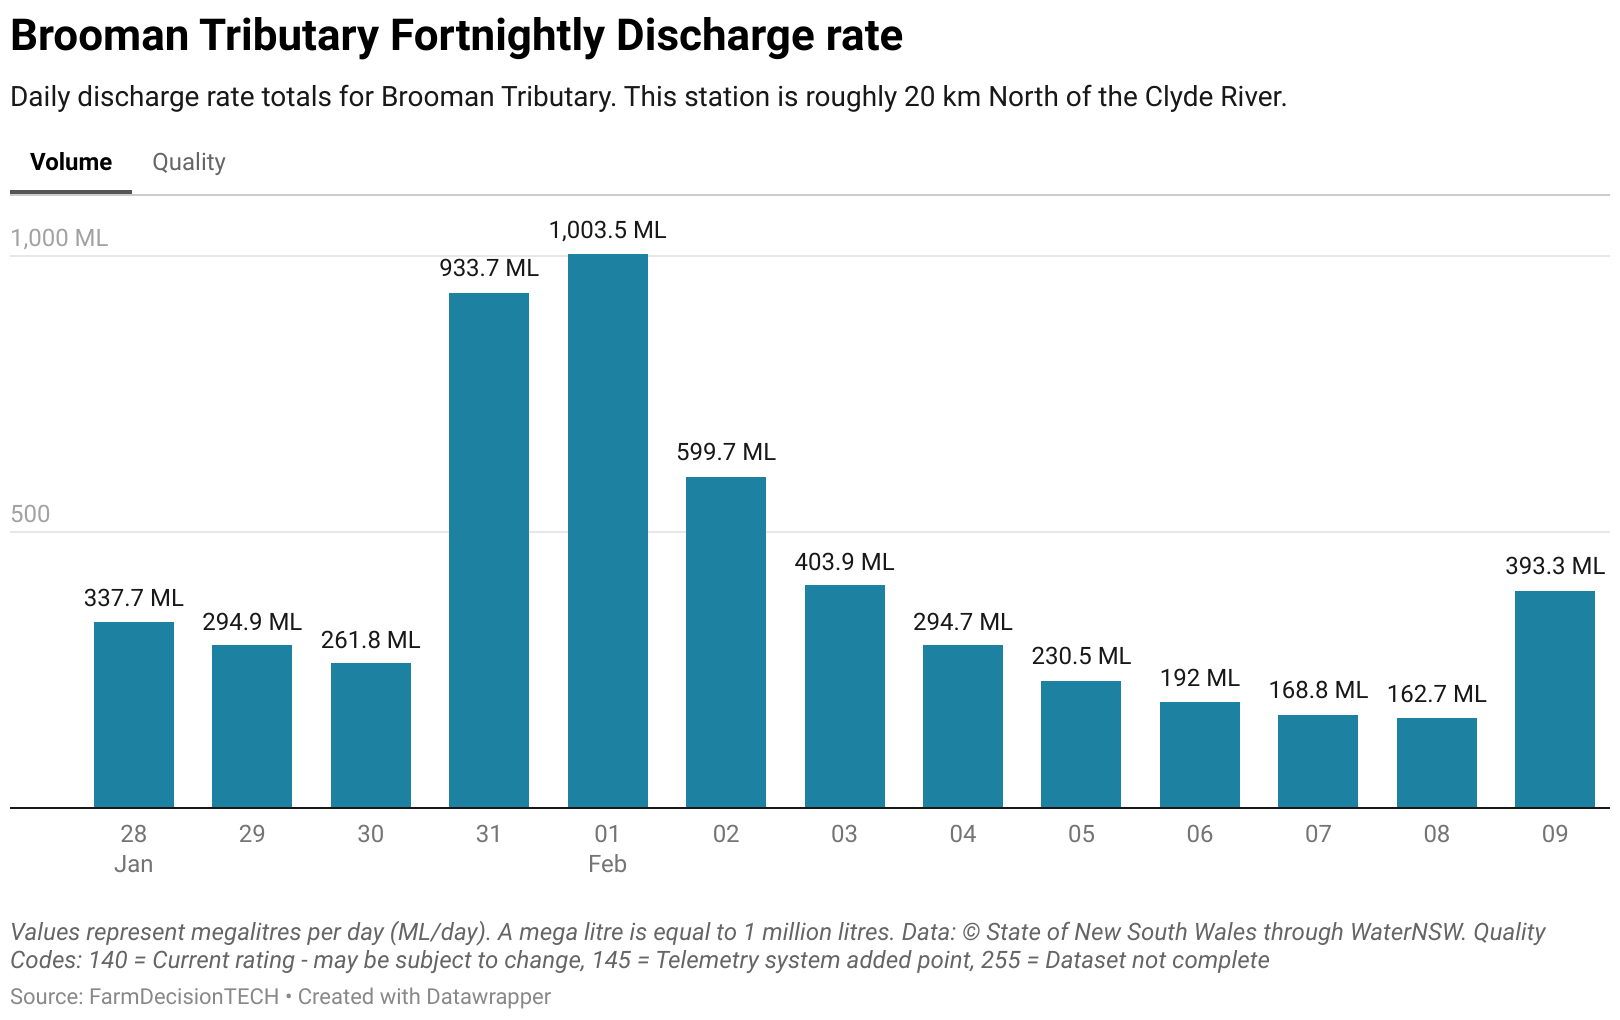 Brooman Tributary Fortnightly Discharge rate
Daily discharge rate totals for Brooman Tributary. This station is roughly 20 km North of the Clyde River.
Volume Quality
1,000 ML
500
337.7 ML
294.9 ML
261.8 ML
933.7 ML
1,003.5 ML
599.7 ML
403.9 ML
294.7 ML
230.5 ML
192 ML
168.8 ML
162.7 ML
393.3 ML
28 29 30 31 01 02 03 04 05 06 07 08 09
Jan Feb
Values represent megalitres per day (ML/day). A mega litre is equal to 1 million litres. Data: © State of New South Wales through WaterNSW. Quality
Codes: 140 = Current rating - may be subject to change, 145 = Telemetry system added point, 255 = Dataset not complete
Source: FarmDecisionTECH • Created with Datawrapper